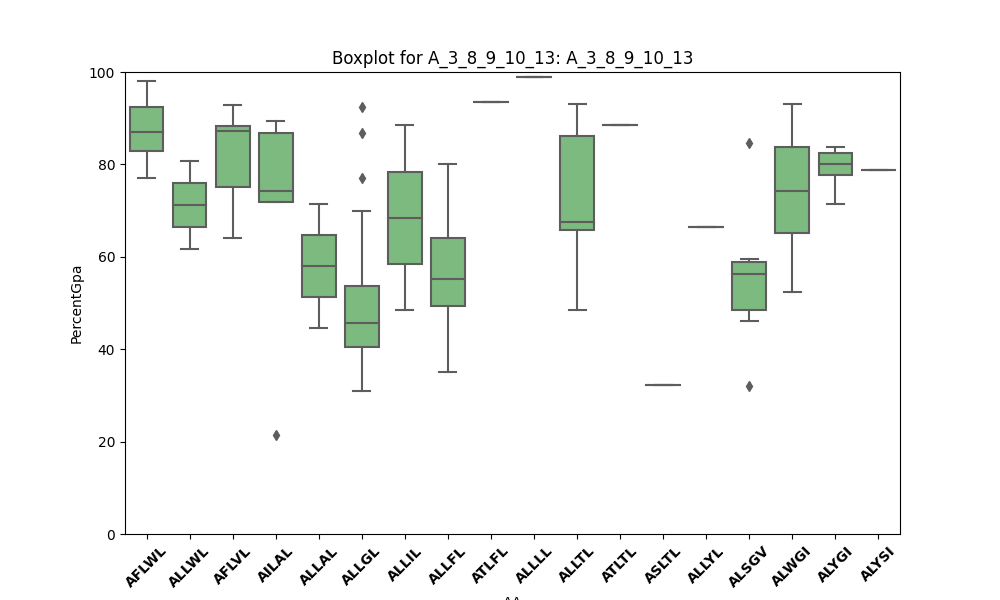 Boxplot for A_3_8_9_10_13: A_3_8_9_10_13
100
80
60
40
20
0
PercentGpa
AFLWL
ALLWL
AFLVL
AILAL
ALLAL
ALLGL
ALLIL
ALLFL
ATLFL
ALLLL
ALLTL
ATLTL
ASLTL
ALLYL
ALSGV
ALWGI
ALYGI
ALYSI